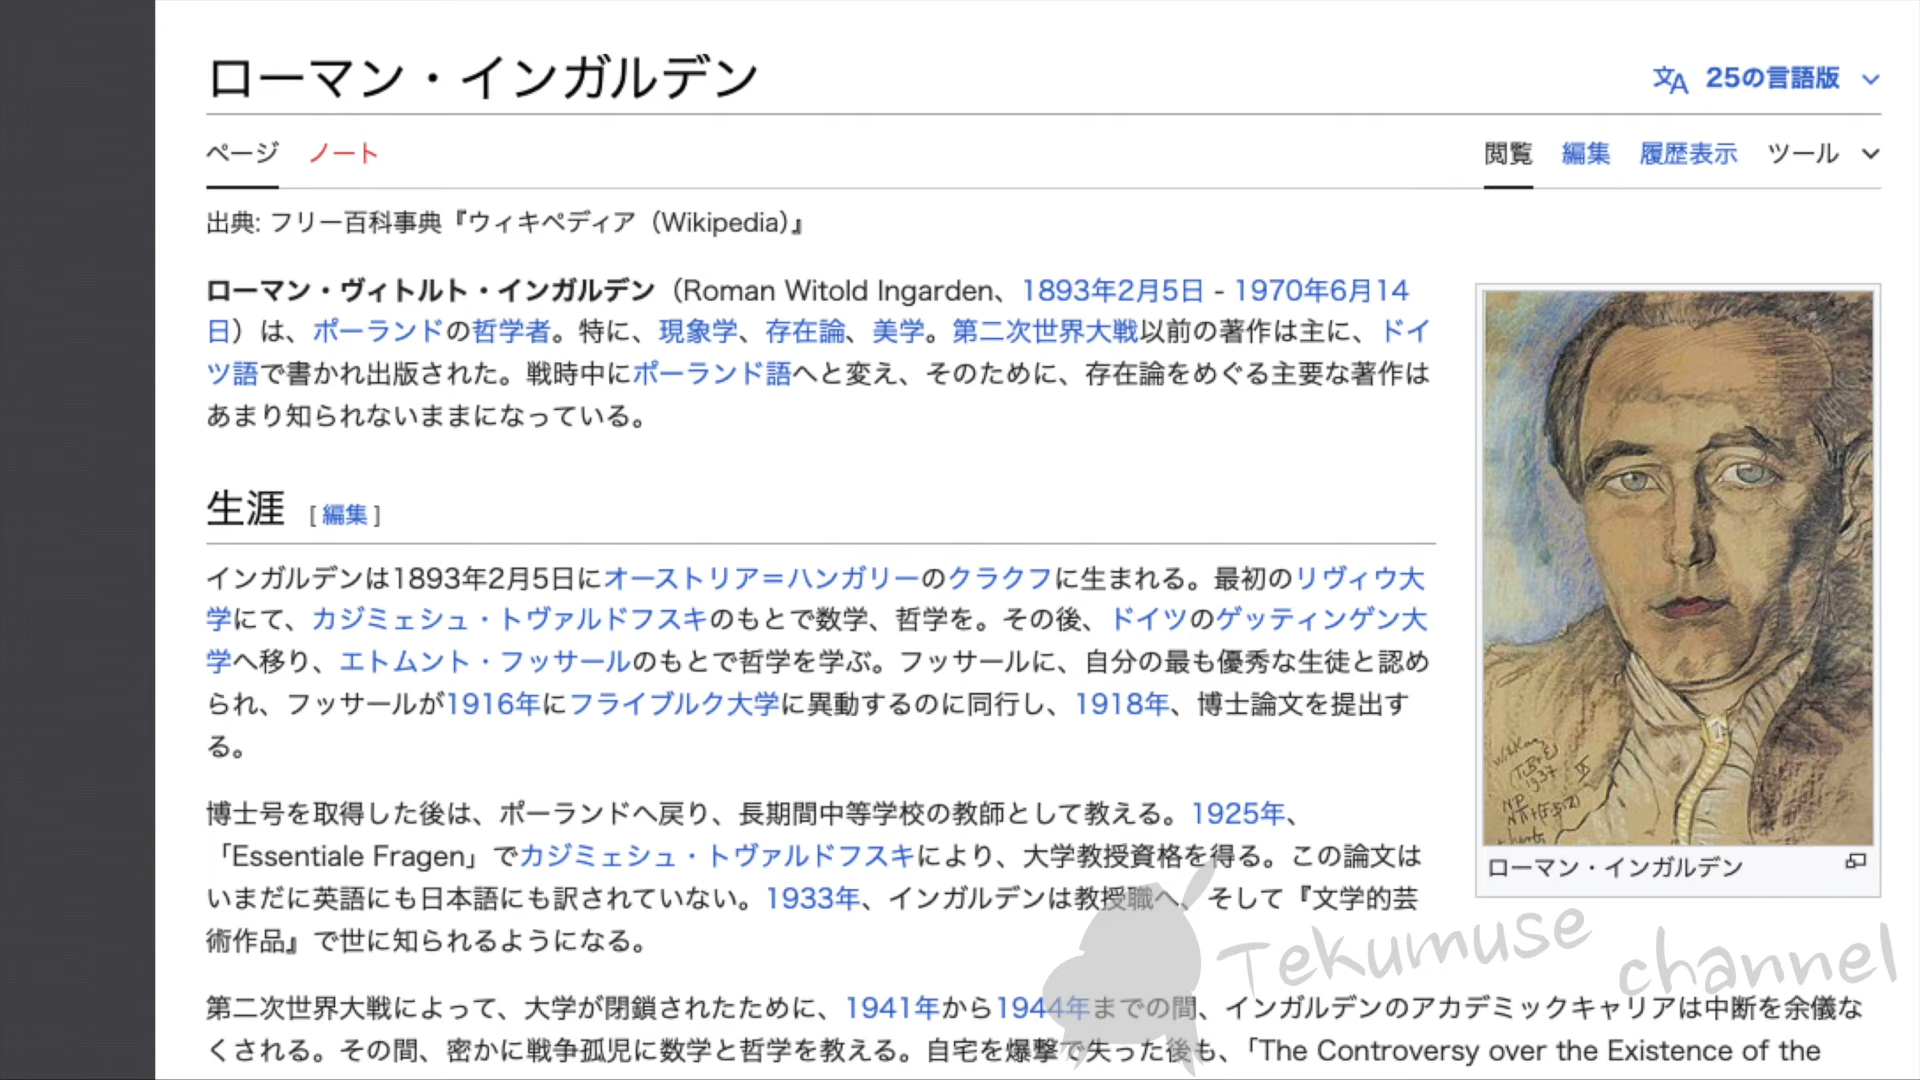 ローマン・インガルデン
25の言語版
ページ ノート
閲覧 編集 履歴表示 ツール
出典: フリー百科事典『ウィキペディア（Wikipedia）』
ローマン・ヴィトルト・インガルデン（Roman Witold Ingarden、1893年2月5日 - 1970年6月14
日）は、ポーランドの哲学者。特に、現象学、存在論、美学。第二次世界大戦以前の著作は主に、ドイ
ツ語で書かれ出版された。戦時中にポーランド語へと変え、そのために、存在論をめぐる主要な著作は
あまり知られないままになっている。
生涯 [編集]
インガルデンは1893年2月5日にオーストリア＝ハンガリーのクラクフに生まれる。最初のリヴィウ大
学にて、カジミェシュ・トヴァルドフスキのもとで数学、哲学を。その後、ドイツのゲッティンゲン大
学へ移り、エトムント・フッサールのもとで哲学を学ぶ。フッサールに、自分の最も優秀な生徒と認め
られ、フッサールが1916年にフライブルク大学に異動するのに同行し、1918年、博士論文を提出す
る。
博士号を取得した後は、ポーランドへ戻り、長期間中等学校の教師として教える。1925年、
「Essentiale Fragen」でカジミェシュ・トヴァルドフスキにより、大学教授資格を得る。この論文は
いまだに英語にも日本語にも訳されていない。1933年、インガルデンは教授職へ、そして『文学的芸
術作品』で世に知られるようになる。
第二次世界大戦によって、大学が閉鎖されたために、1941年から1944年までの間、インガルデンのアカデミックキャリアは中断を余儀な
くされる。その間、密かに戦争孤児に数学と哲学を教える。自宅を爆撃で失った後も、「The Controversy over the Existence of the
1937
ローマン・インガルデン
Tekumuse channel